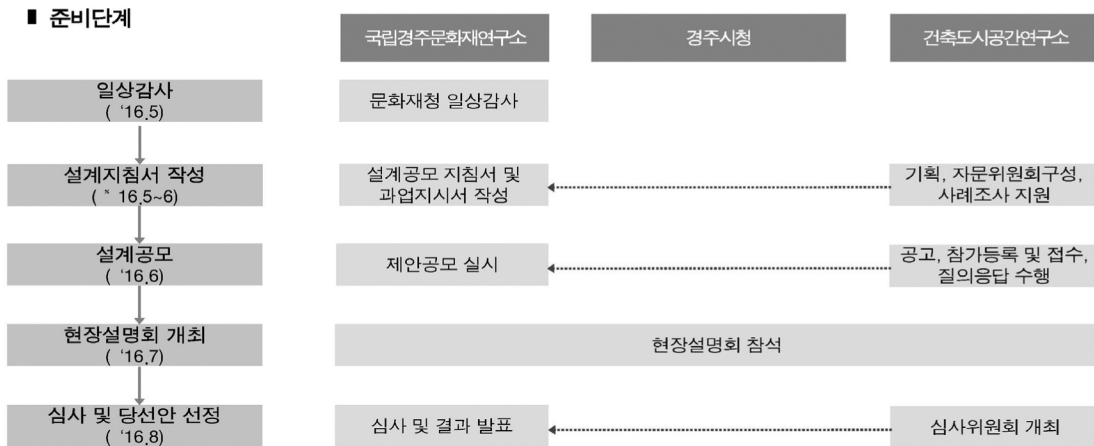 ■ 준비단계
국립경주문화재연구소
경주시청
건축도시공간연구소
일상감사
( ‘16.5)
문화재청 일상감사
설계지침서 작성
( “ 16.5~6)
설계공모 지침서 및
과업지시서 작성
기획, 자문위원회구성,
사례조사 지원
설계공모
( ‘16.6)
제안공모 실시
공고, 참가등록 및 접수,
질의응답 수행
현장설명회 개최
( ‘16.7)
현장설명회 참석
심사 및 당선안 선정
( ‘16.8)
심사 및 결과 발표
심사위원회 개최